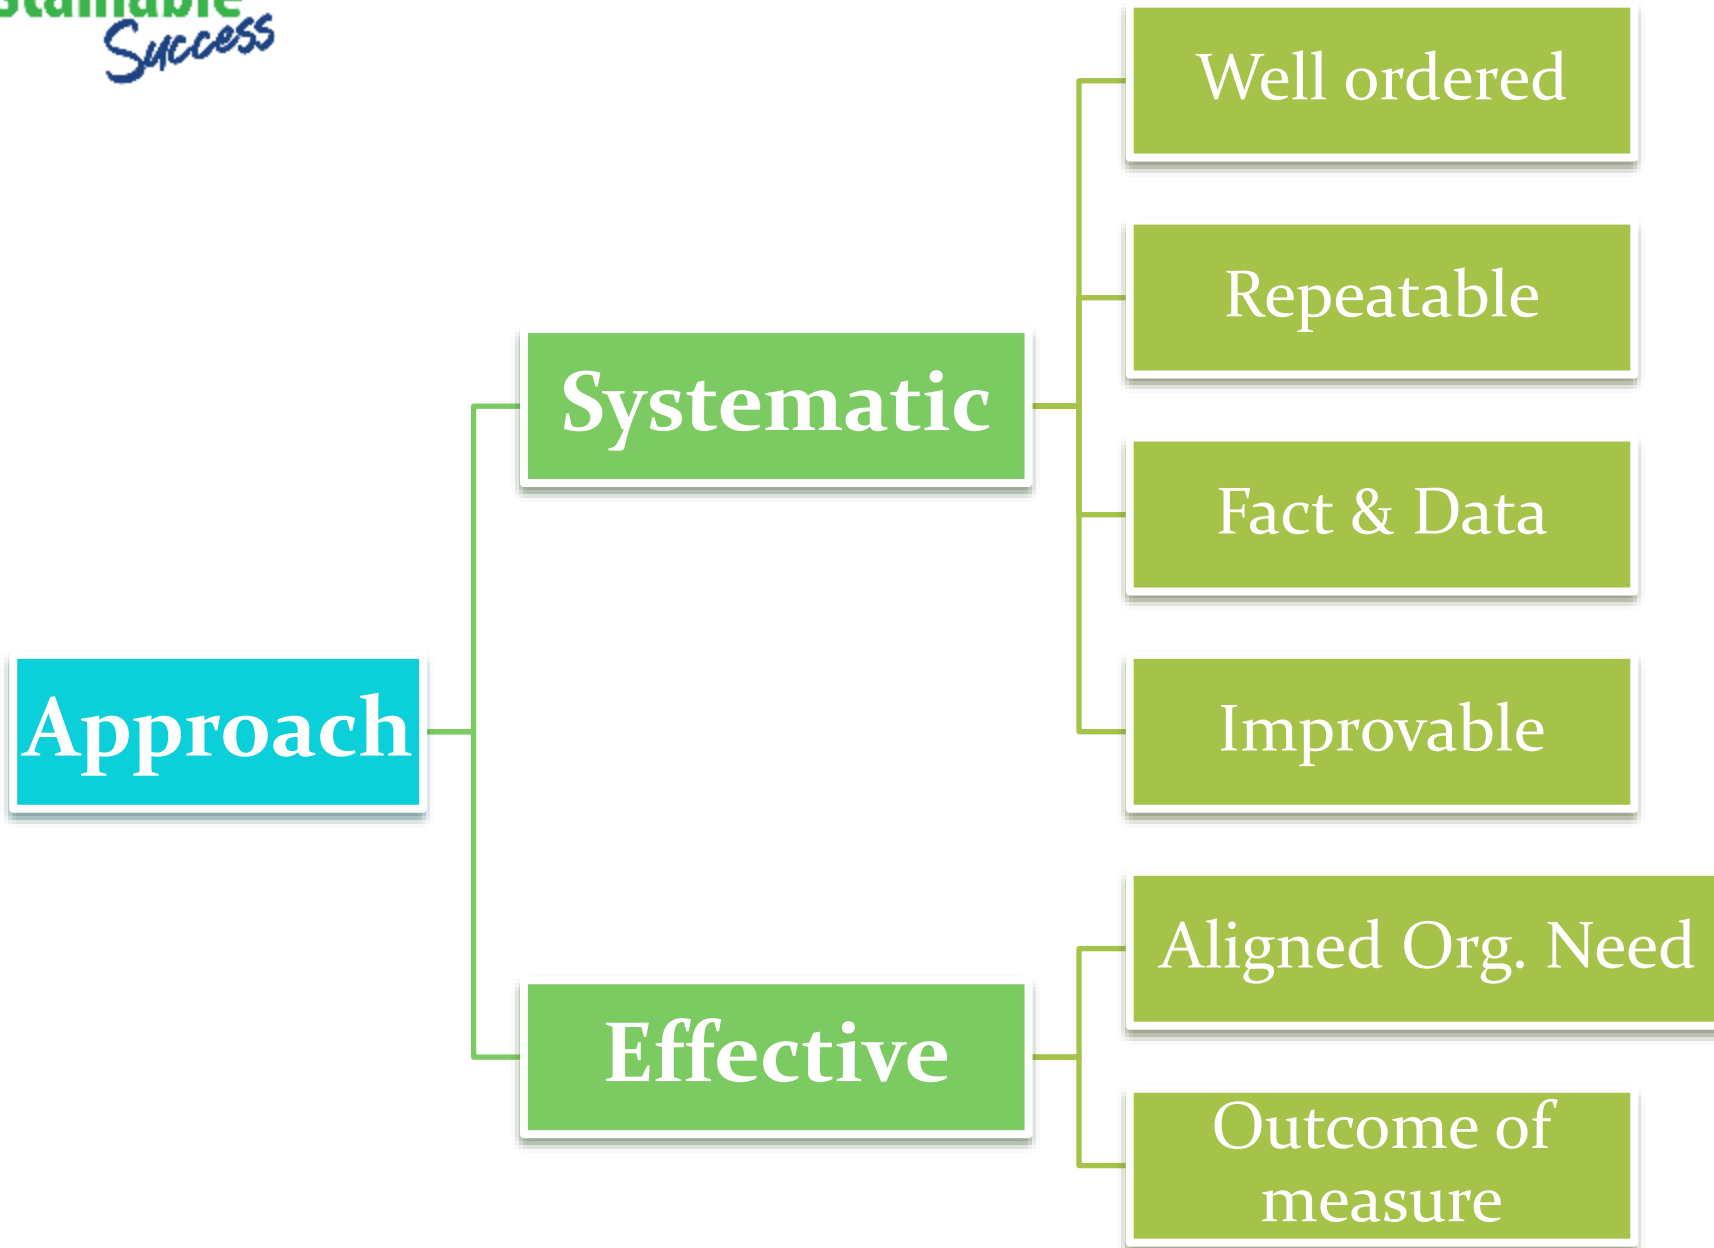 Success
Well ordered
Repeatable
Systematic
Fact & Data
Approach
Improvable
Aligned Org. Need
Effective
Outcome of
measure